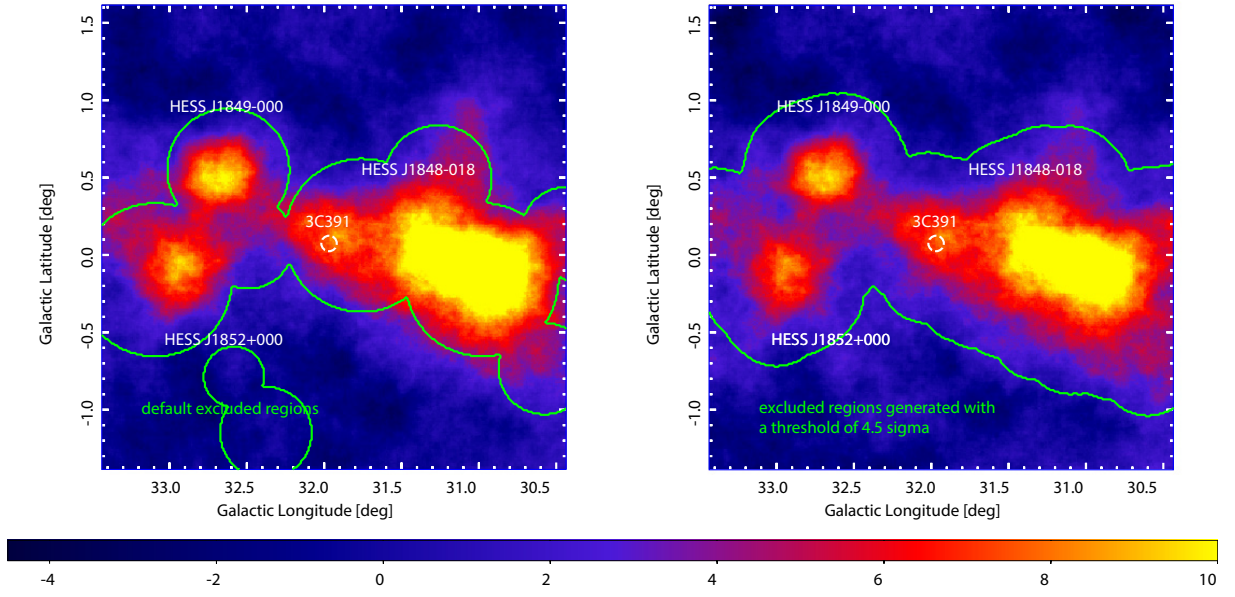 1.5
1.0
0.5
0.0
-0.5
-1.0
Galactic Latitude [deg]
HESS J1849-000
HESS J1848-018
3C391
HESS J1852+000
default excluded regions
33.0 32.5 32.0 31.5 31.0 30.5
Galactic Longitude [deg]
1.5
1.0
0.5
0.0
-0.5
-1.0
Galactic Latitude [deg]
HESS J1849-000
HESS J1848-018
3C391
HESS J1852+000
excluded regions generated with
a threshold of 4.5 sigma
33.0 32.5 32.0 31.5 31.0 30.5
Galactic Longitude [deg]
-4 -2 0 2 4 6 8 10